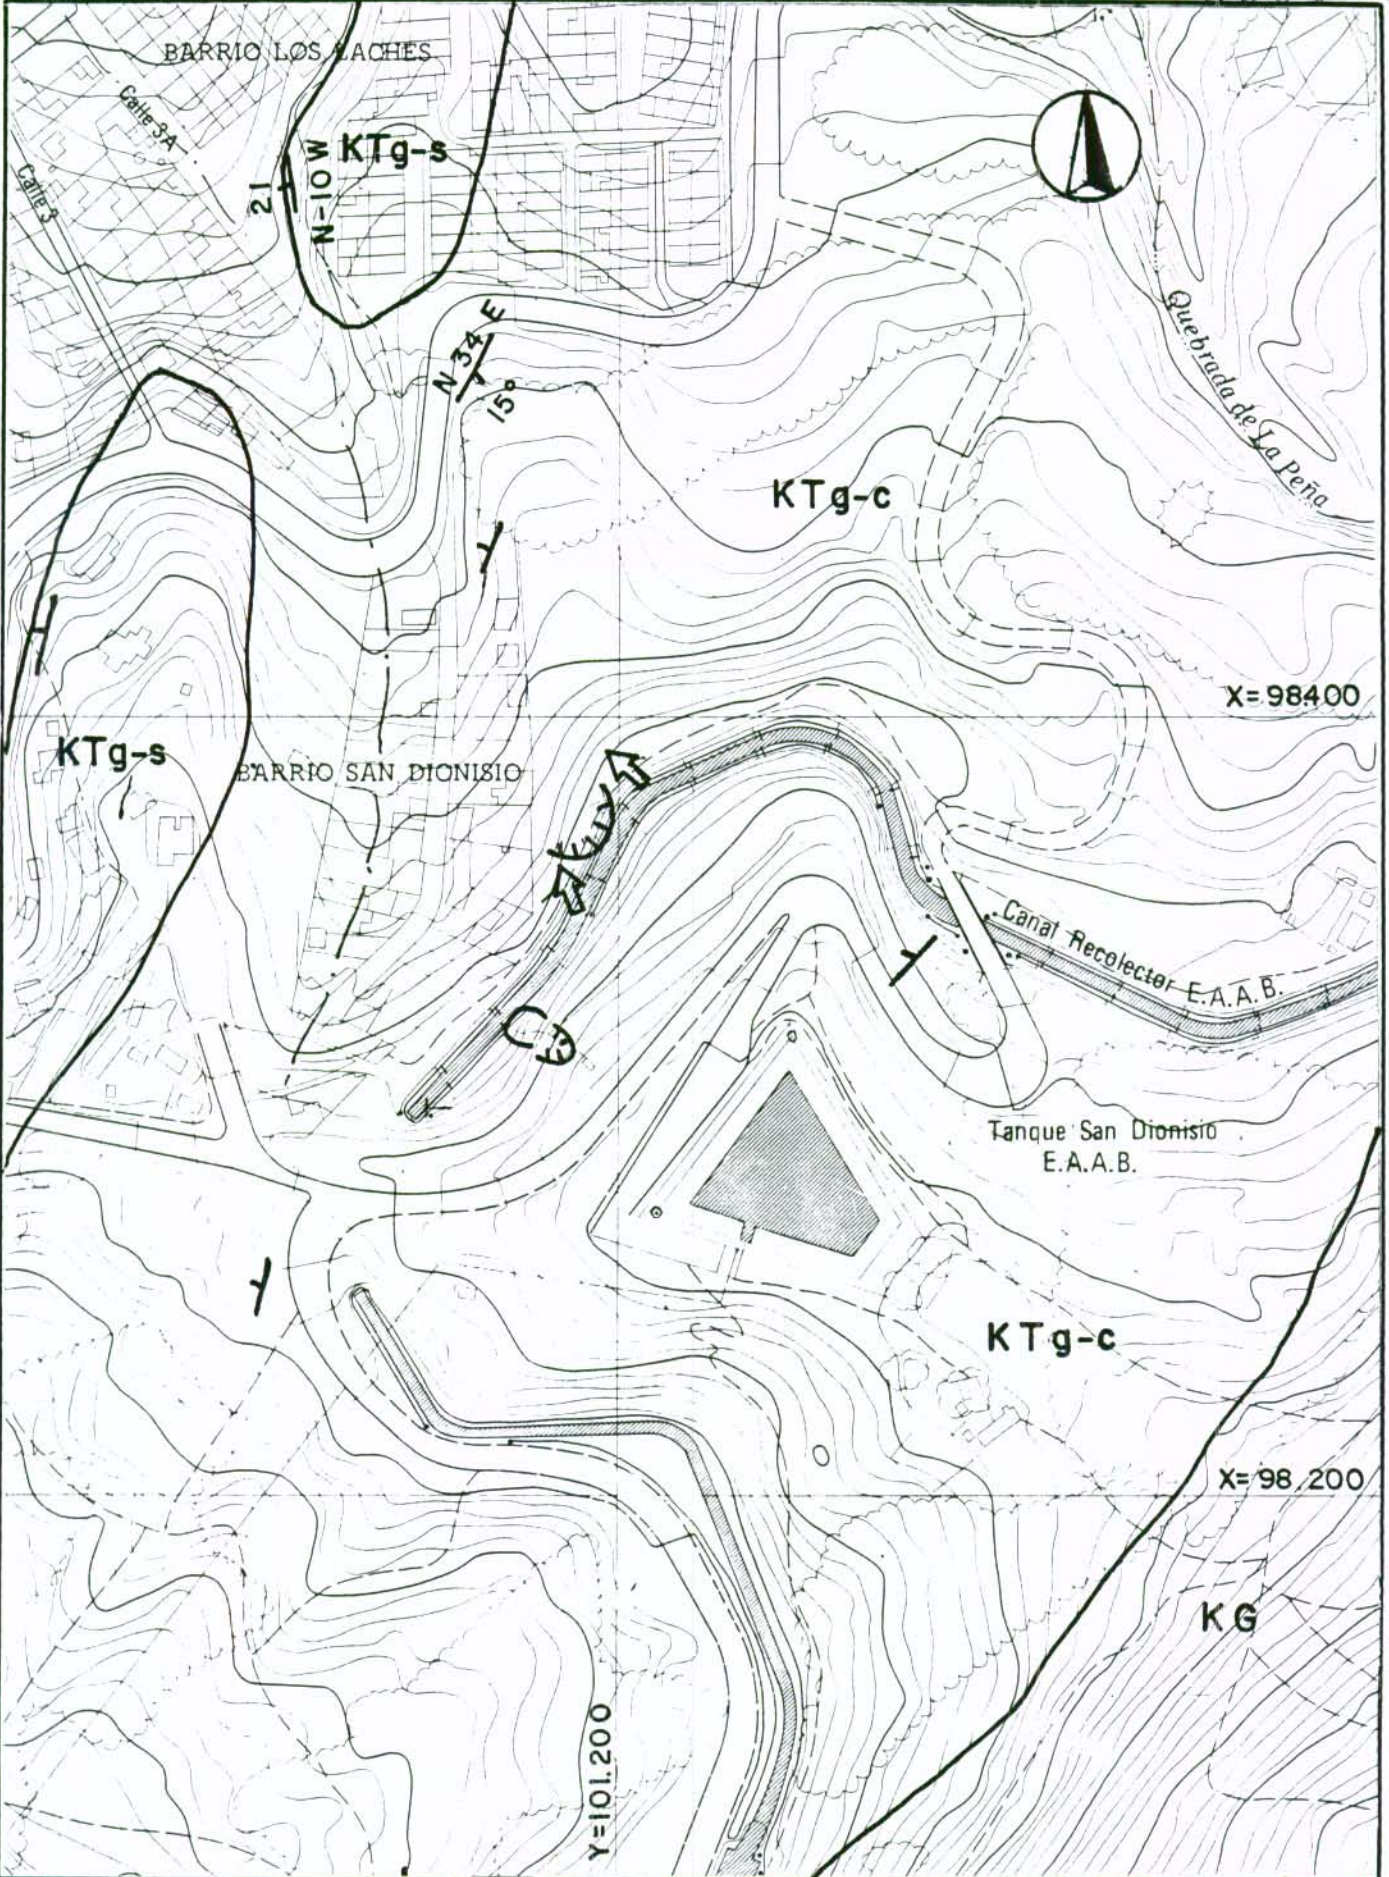 BARRIO LOS LACHES
Calle 3A
KTg-s
Calle 3
21
N-10W
N 34 E
15°
Quebrada de La Peña
KTg-c
X=98400
KTg-s
BARRIO SAN DIONISIO
Canal Recolector E.A.A.B.
Tanque San Dionisio
E.A.A.B.
KTg-c
X=98.200
KG
Y=101.200